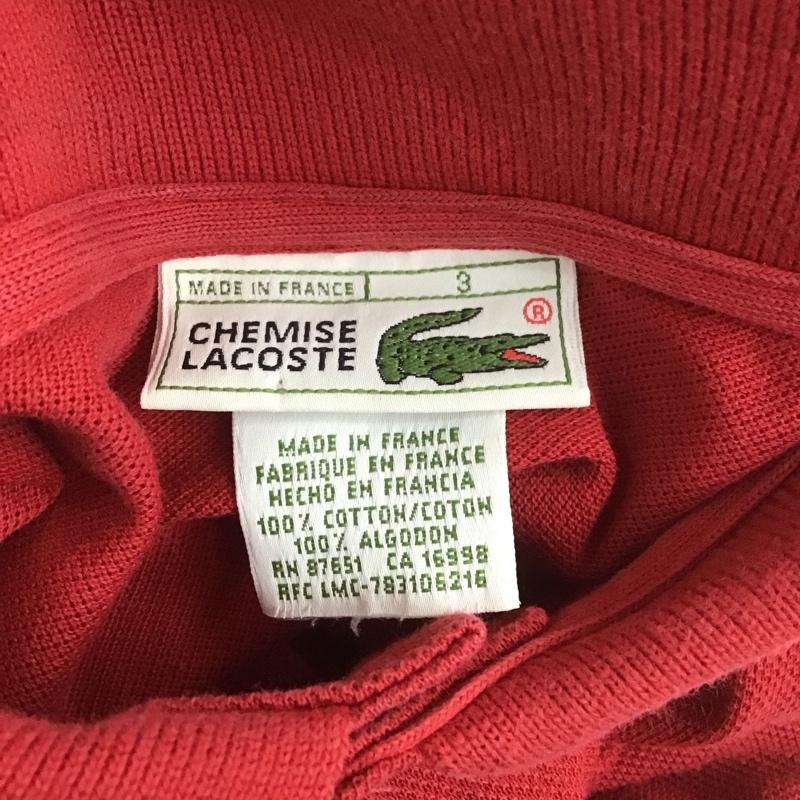 MADE IN FRANCE 3
CHEMISE
LACOSTE
®
MADE IN FRANCE
FABRIQUE EN FRANCE
HECHO EN FRANCIA
100% COTTON/COTON
100% ALGODON
RN 87651 CA 16998
RFC LMC-783106216